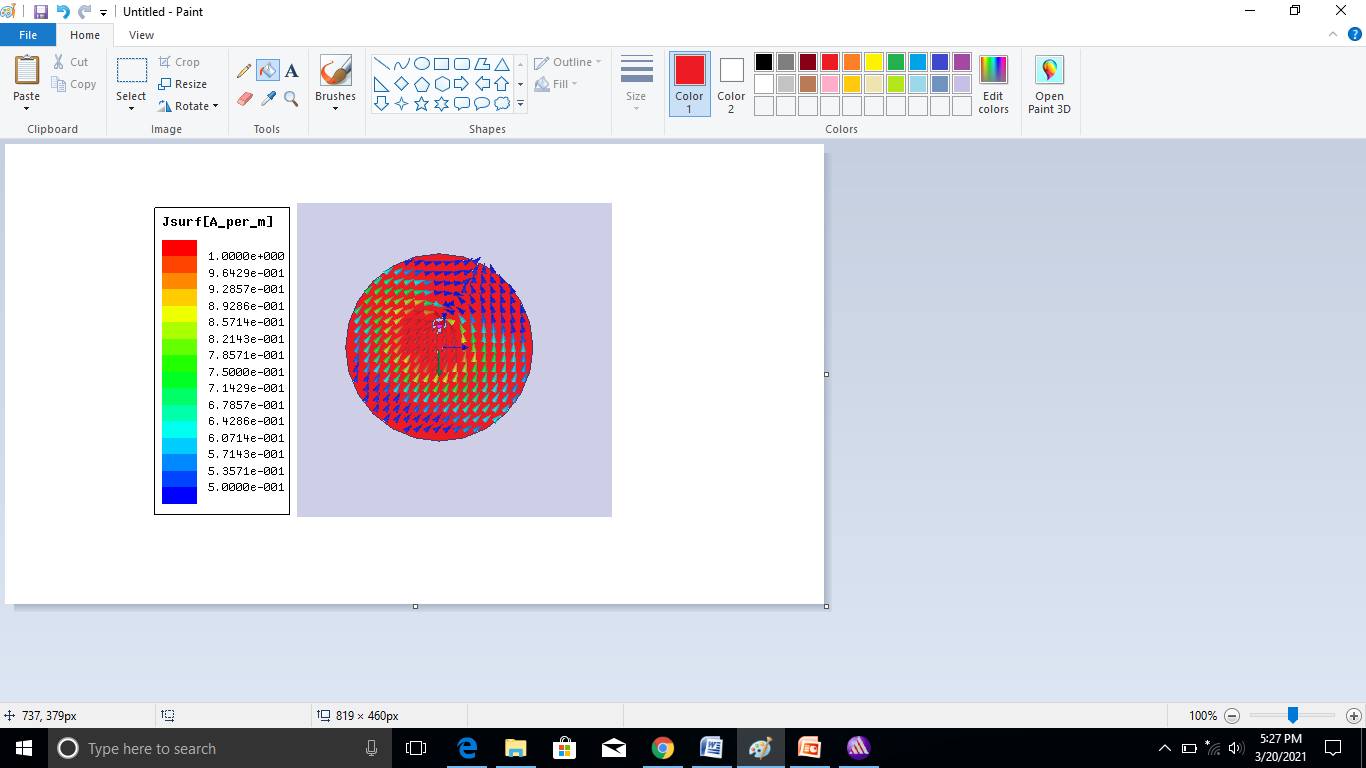 Untitled - Paint
File Home View
Paste
Cut
Copy
Clipboard
Select
Crop
Resize
Rotate
Image
A
Tools
Brushes
Outline
Fill
Shapes
Size
Color
1
Color
2
Colors
Edit
colors
Open
Paint 3D
Jsurf[A_per_m]
1.0000e+000
9.6429e-001
9.2857e-001
8.9286e-001
8.5714e-001
8.2143e-001
7.8571e-001
7.5000e-001
7.1429e-001
6.7857e-001
6.4286e-001
6.0714e-001
5.7143e-001
5.3571e-001
5.0000e-001
737, 379px
819 × 460px
100%
Type here to search
5:27 PM
3/20/2021